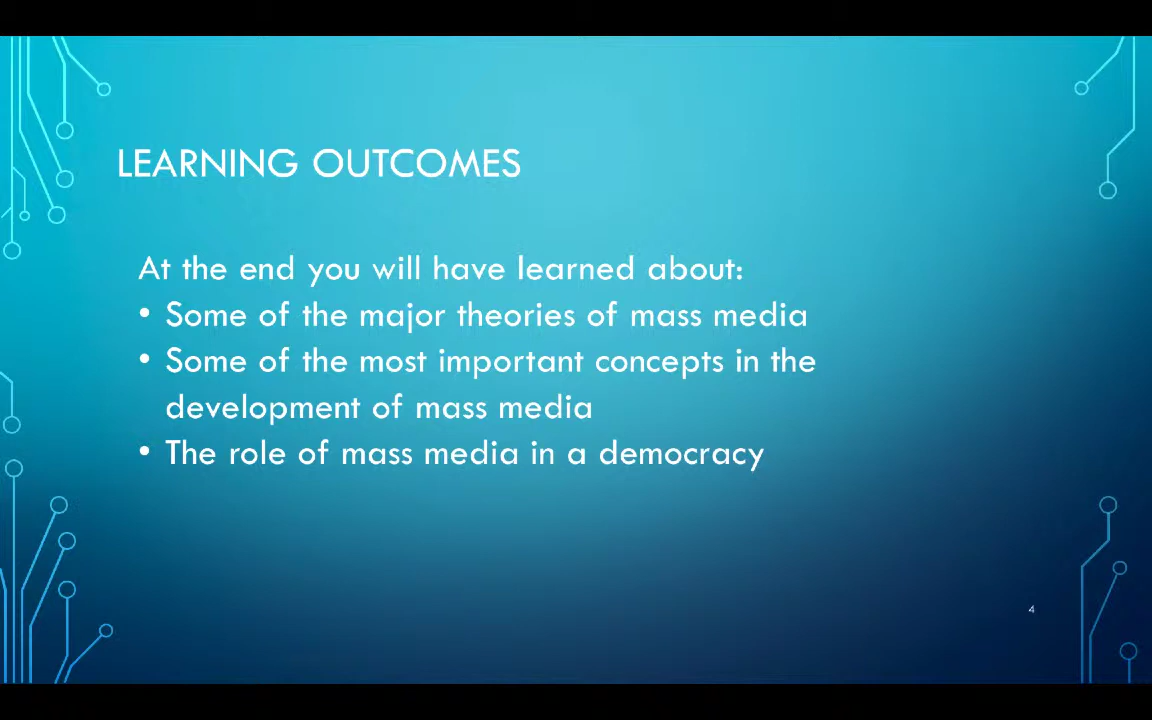 LEARNING OUTCOMES
At the end you will have learned about:
• Some of the major theories of mass media
• Some of the most important concepts in the
development of mass media
• The role of mass media in a democracy
4